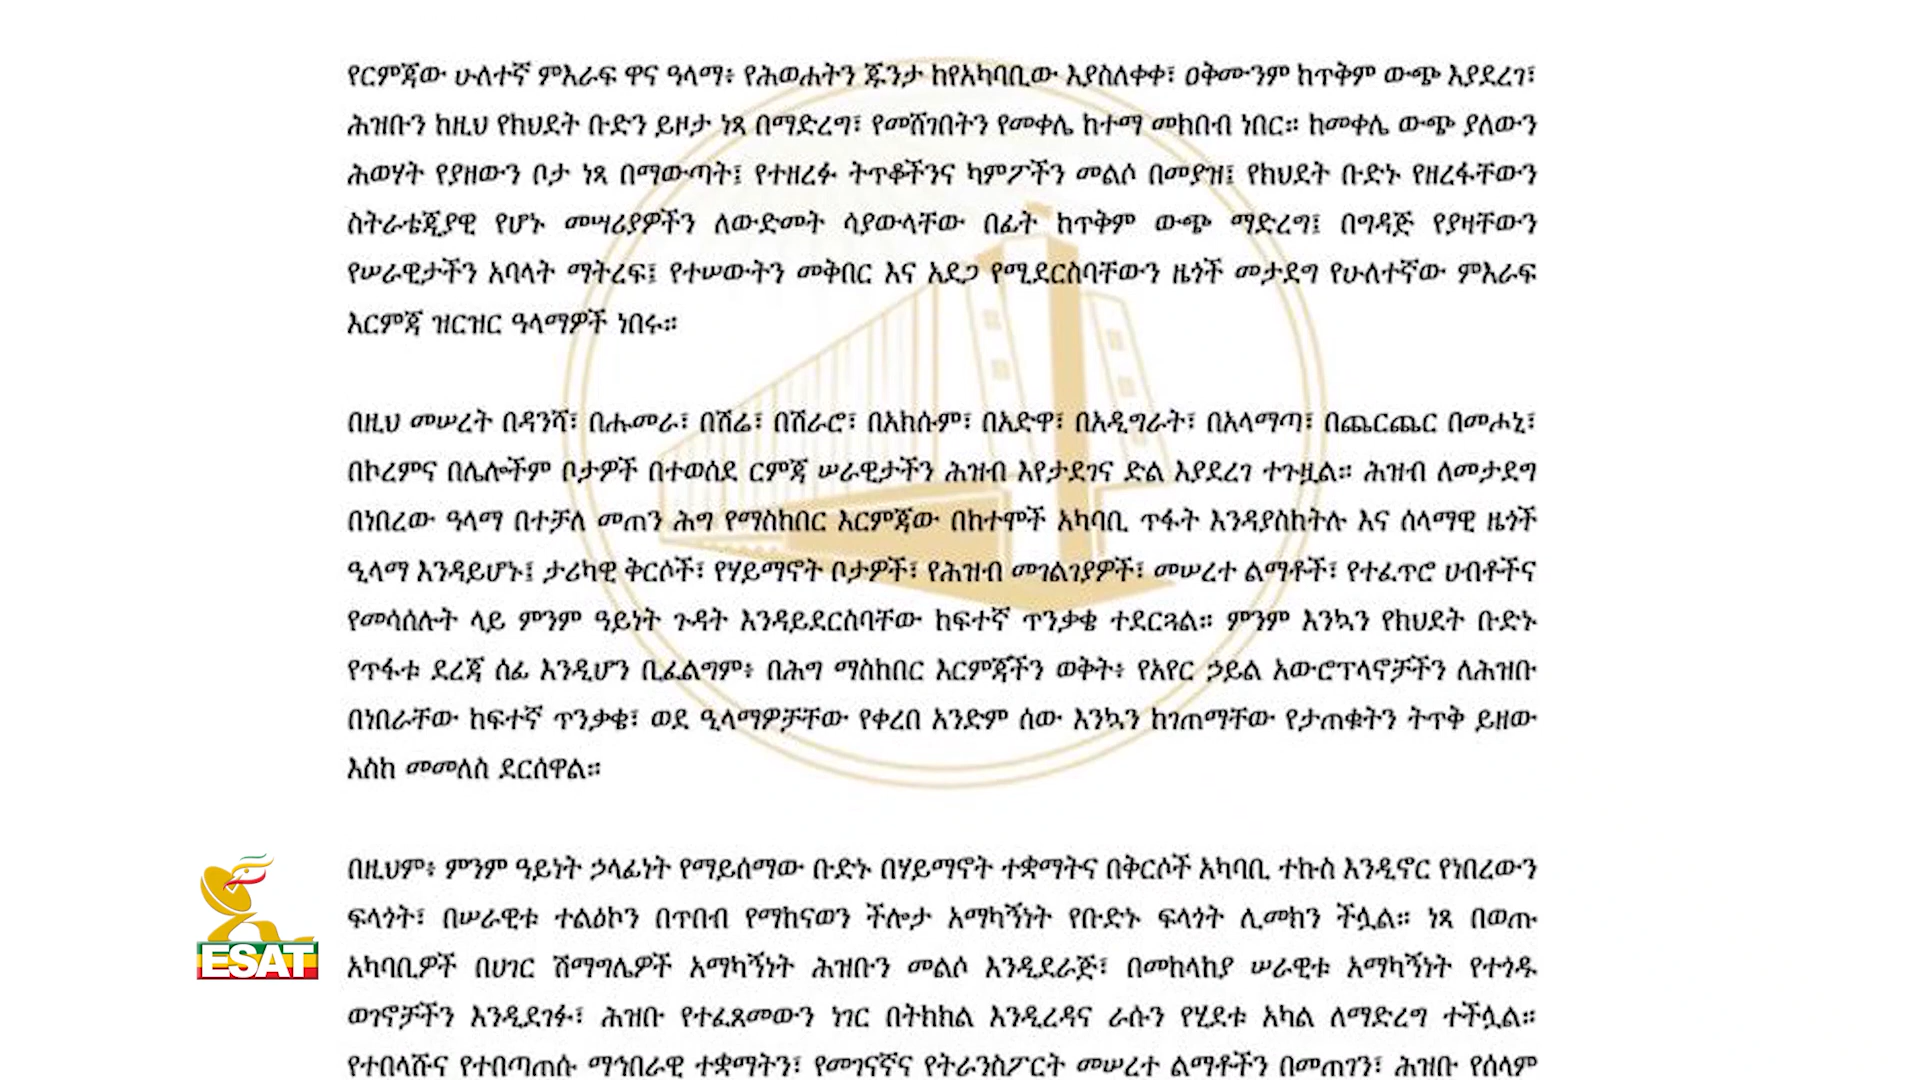 የርምጃው ሁለተኛ ምእራፍ ዋና ዓላማ፥ የሕወሐትን ጁንታ ከየአካባቢው እያስለቀቀ፣ ዐቅሙንም ከጥቅም ውጭ እያደረገ፣
ሕዝቡን ከዚህ የከህደት ቡድን ይዞታ ነጻ በማድረግ፣ የመሸገበትን የመቀሌ ከተማ መክበብ ነበር። ከመቀሌ ውጭ ያለውን
ሕወሃት የያዘውን ቦታ ነጻ በማውጣት፤ የተዘረፉ ትጥቆችንና ካምፖችን መልሶ በመያዝ፤ የክህደት ቡድኑ የዘረፋቸውን
ስትራቴጂያዊ የሆኑ መሣሪያዎችን ለውድመት ሳያውላቸው በፊት ከጥቅም ውጭ ማድረግ፤ በግዳጅ የያዛቸውን
የሠራዊታችን አባላት ማትረፍ፤ የተሠውትን መቅበር እና አደጋ የሚደርስባቸውን ዜጎች መታደግ የሁለተኛው ምእራፍ
እርምጃ ዝርዝር ዓላማዎች ነበሩ።
በዚህ መሠረት በዳንሻ፣ በሑመራ፣ በሽሬ፣ በሽራሮ፣ በአክሱም፣ በአድዋ፣ በአዲግራት፣ በአላማጣ፣ በጨርጨር በመሖኒ፣
በኮረምና በሌሎችም ቦታዎች በተወሰደ ርምጃ ሠራዊታችን ሕዝብ እየታደገና ድል እያደረገ ተጉዟል። ሕዝብ ለመታደግ
በነበረው ዓላማ በተቻለ መጠን ሕግ የማስከበር እርምጃው በከተሞች አካባቢ ጥፋት እንዳያስከትሉ እና ሰላማዊ ዜጎች
ዒላማ እንዳይሆኑ፤ ታሪካዊ ቅርሶች፣ የሃይማኖት ቦታዎች፣ የሕዝብ መገልገያዎች፣ መሠረተ ልማቶች፣ የተፈጥሮ ሀብቶችና
የመሳሰሉት ላይ ምንም ዓይነት ጉዳት እንዳይደርስባቸው ከፍተኛ ጥንቃቄ ተደርጓል። ምንም እንኳን የክህደት ቡድኑ
የጥፋቱ ደረጃ ሰፊ እንዲሆን ቢፈልግም፥ በሕግ ማስከበር እርምጃችን ወቅት፥ የአየር ኃይል አውሮፕላኖቻችን ለሕዝቡ
በነበራቸው ከፍተኛ ጥንቃቄ፣ ወደ ዒላማዎቻቸው የቀረበ አንድም ሰው እንኳን ከገጠማቸው የታጠቁትን ትጥቅ ይዘው
እስከ መመለስ ደርሰዋል።
በዚህም፥ ምንም ዓይነት ኃላፊነት የማይሰማው ቡድኑ በሃይማኖት ተቋማትና በቅርሶች አካባቢ ተኩስ እንዲኖር የነበረውን
ፍላጎት፣ በሠራዊቱ ተልዕኮን በጥበብ የማከናወን ችሎታ አማካኝነት የቡድኑ ፍላጎት ሊመክን ችሏል። ነጻ በወጡ
አካባቢዎች በሀገር ሽማግሌዎች አማካኝነት ሕዝቡን መልሶ እንዲደራጅ፣ በመከላከያ ሠራዊቱ አማካኝነት የተጎዱ
ወገኖቻችን እንዲደገፉ፣ ሕዝቡ የተፈጸመውን ነገር በትክክል እንዲረዳና ራሱን የሂደቱ አካል ለማድረግ ተችሏል።
የተበላሹና የተበጣጠሱ ማኅበራዊ ተቋማትን፣ የመገናኛና የትራንስፖርት መሠረተ ልማቶችን በመጠገን፣ ሕዝቡ የሰላም
ESAT